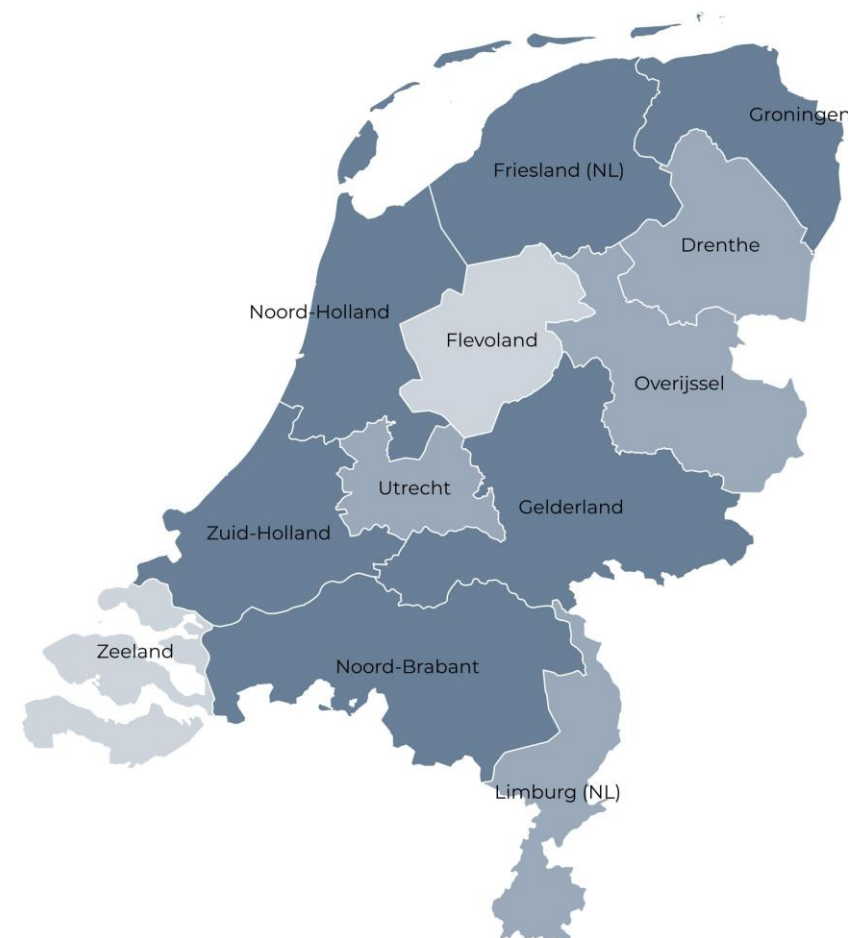 Groningen
Friesland (NL)
Drenthe
Noord-Holland
Flevoland
Overijssel
Utrecht
Gelderland
Zuid-Holland
Zeeland
Noord-Brabant
Limburg (NL)